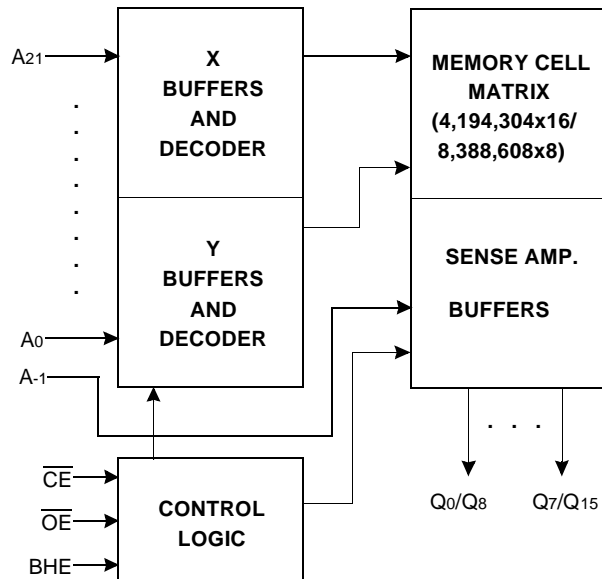 A21
X
BUFFERS
AND
DECODER
MEMORY CELL
MATRIX
(4,194,304x16/
8,388,608x8)
Y
BUFFERS
AND
DECODER
SENSE AMP.
BUFFERS
A0
A-1
CE
OE
BHE
CONTROL
LOGIC
. . .
Q0/Q8 Q7/Q15